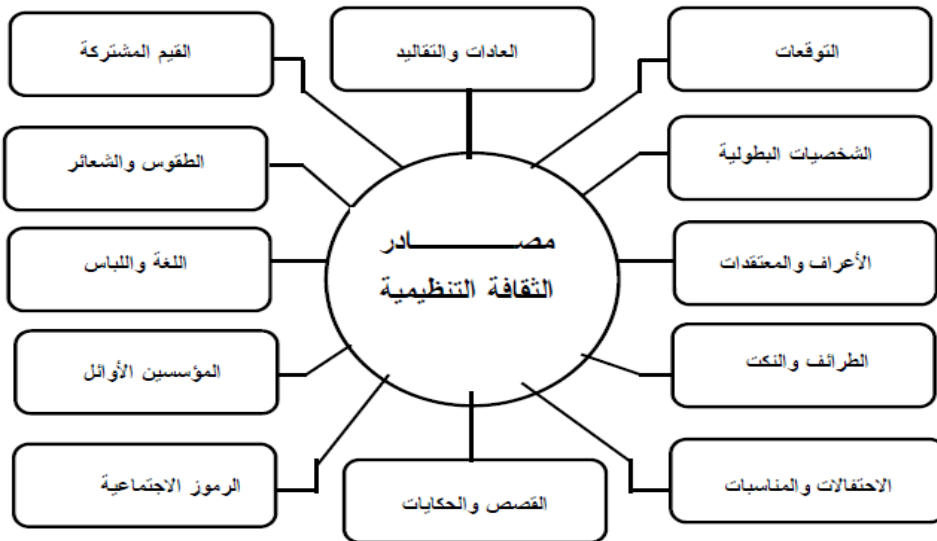 التوقعات
العادات والتقاليد
القيم المشتركة
الشخصيات البطولية
الطقوس والشعائر
مصــــــــادر
الثقافة التنظيمية
الأعراف والمعتقدات
اللغة واللباس
الطرائف والنكت
المؤسسين الأوائل
الاحتفالات والمناسبات
القصص والحكايات
الرموز الاجتماعية